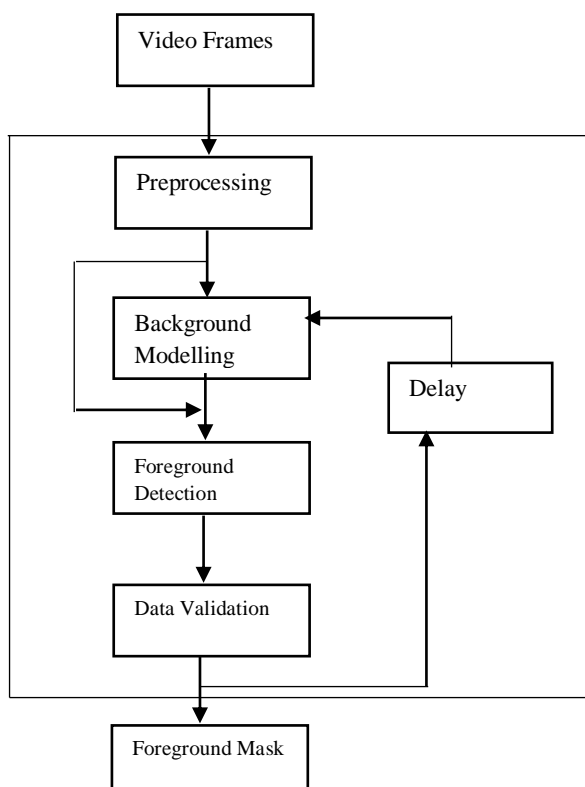 Video Frames
Preprocessing
Background
Modelling
Delay
Foreground
Detection
Data Validation
Foreground Mask